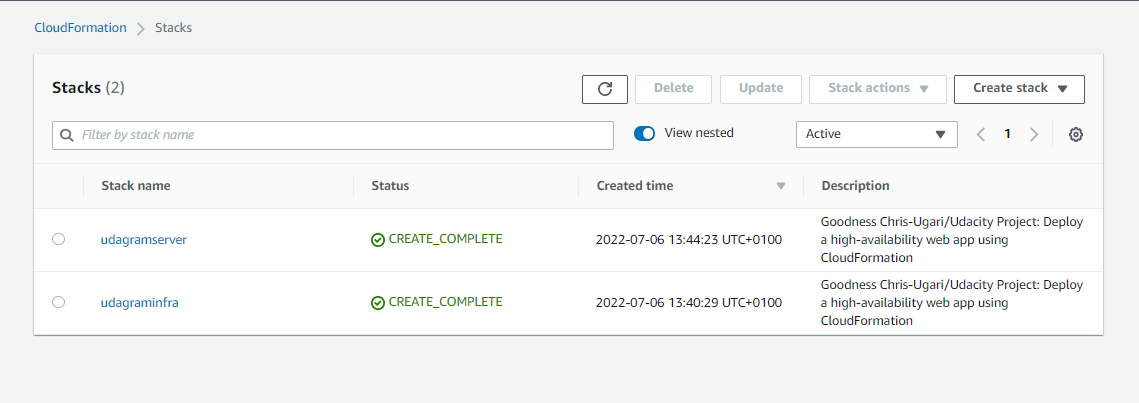 CloudFormation Stacks
Stacks (2)
Delete Update Stack actions Create stack
Filter by stack name
View nested Active 1
Stack name Status Created time Description
udagramserver CREATE_COMPLETE 2022-07-06 13:44:23 UTC+0100 Goodness Chris-Ugari/Udacity Project: Deploy
a high-availability web app using
CloudFormation
udagraminfra CREATE_COMPLETE 2022-07-06 13:40:29 UTC+0100 Goodness Chris-Ugari/Udacity Project: Deploy
a high-availability web app using
CloudFormation